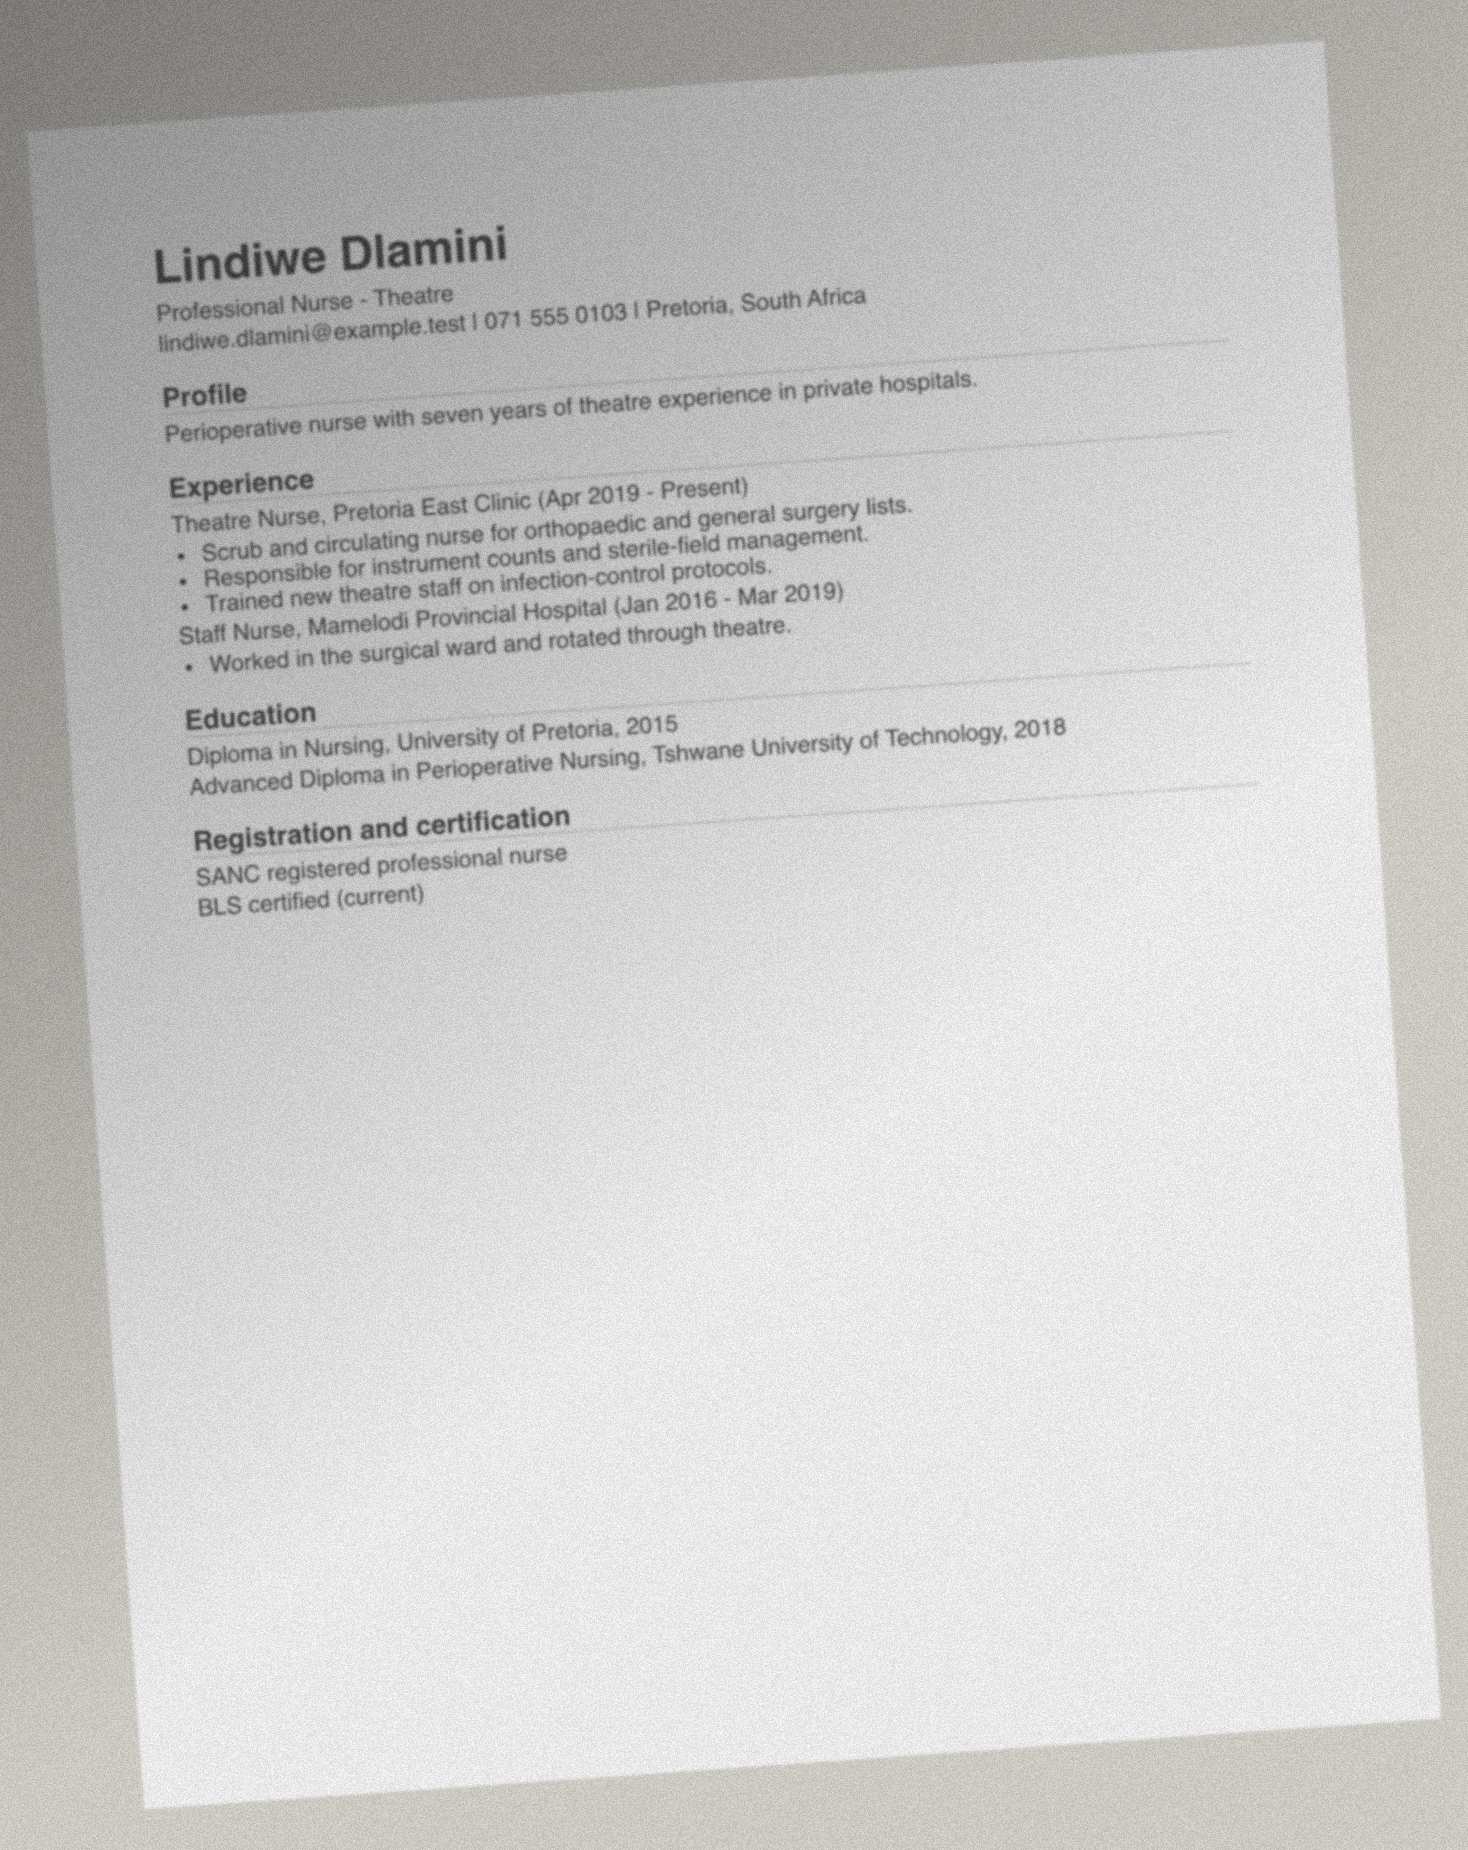 Lindiwe Dlamini
Professional Nurse - Theatre
lindiwe.dlamini@example.test | 071 555 0103 | Pretoria, South Africa
Profile
Perioperative nurse with seven years of theatre experience in private hospitals.
Experience
Theatre Nurse, Pretoria East Clinic (Apr 2019 - Present)
• Scrub and circulating nurse for orthopaedic and general surgery lists.
• Responsible for instrument counts and sterile-field management.
• Trained new theatre staff on infection-control protocols.
Staff Nurse, Mamelodi Provincial Hospital (Jan 2016 - Mar 2019)
• Worked in the surgical ward and rotated through theatre.
Education
Diploma in Nursing, University of Pretoria, 2015
Advanced Diploma in Perioperative Nursing, Tshwane University of Technology, 2018
Registration and certification
SANC registered professional nurse
BLS certified (current)